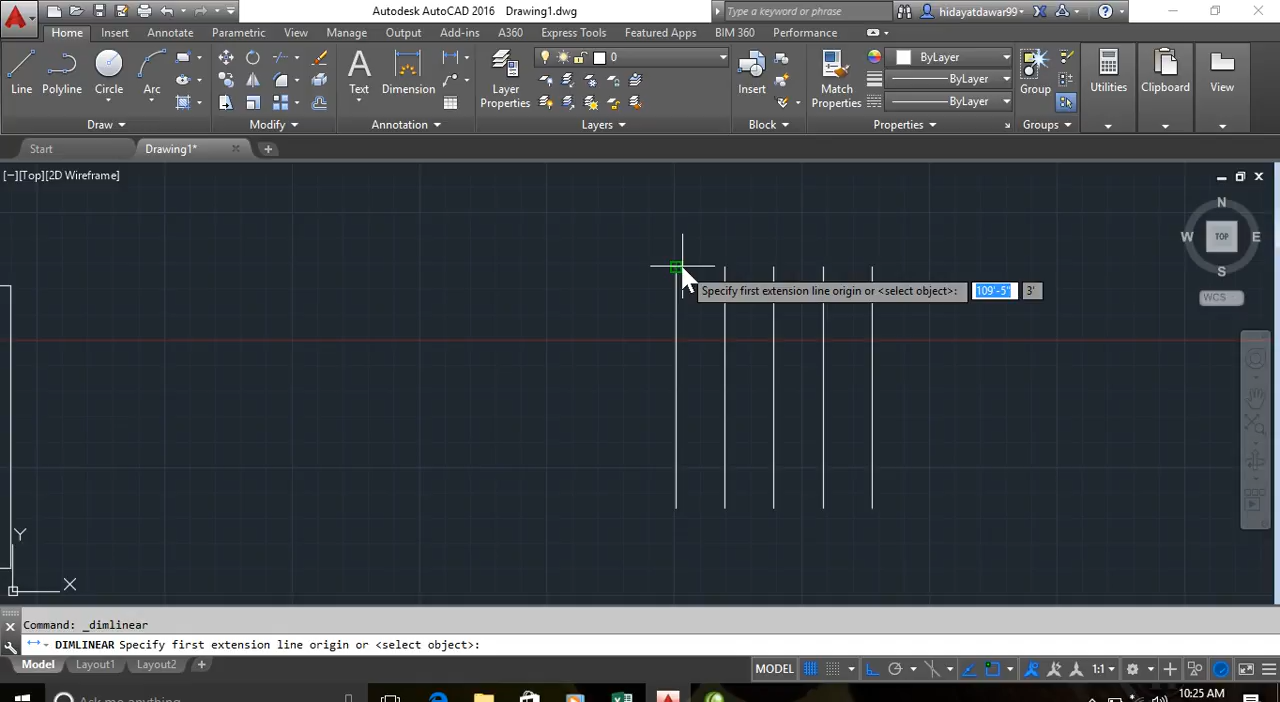 Autodesk AutoCAD 2016 Drawing1.dwg
Type a keyword or phrase
hidayatdawar99
Home Insert Annotate Parametric View Manage Output Add-ins A360 Express Tools Featured Apps BIM 360 Performance
Line Polyline Circle Arc
Text Dimension
Layer
Properties
0
Insert
Match
Properties
ByLayer
ByLayer
ByLayer
Group
Utilities
Clipboard
View
Draw Modify Annotation Layers Block Properties Groups
Start Drawing1*
[−][Top][2D Wireframe]
N
W TOP E
S
WCS
Specify first extension line origin or <select object>: 109'-5" 3'
Y
X
Command: _dimlinear
DIMLINEAR Specify first extension line origin or <select object>:
Model Layout1 Layout2
MODEL 1:1
Ask me anything
10:25 AM